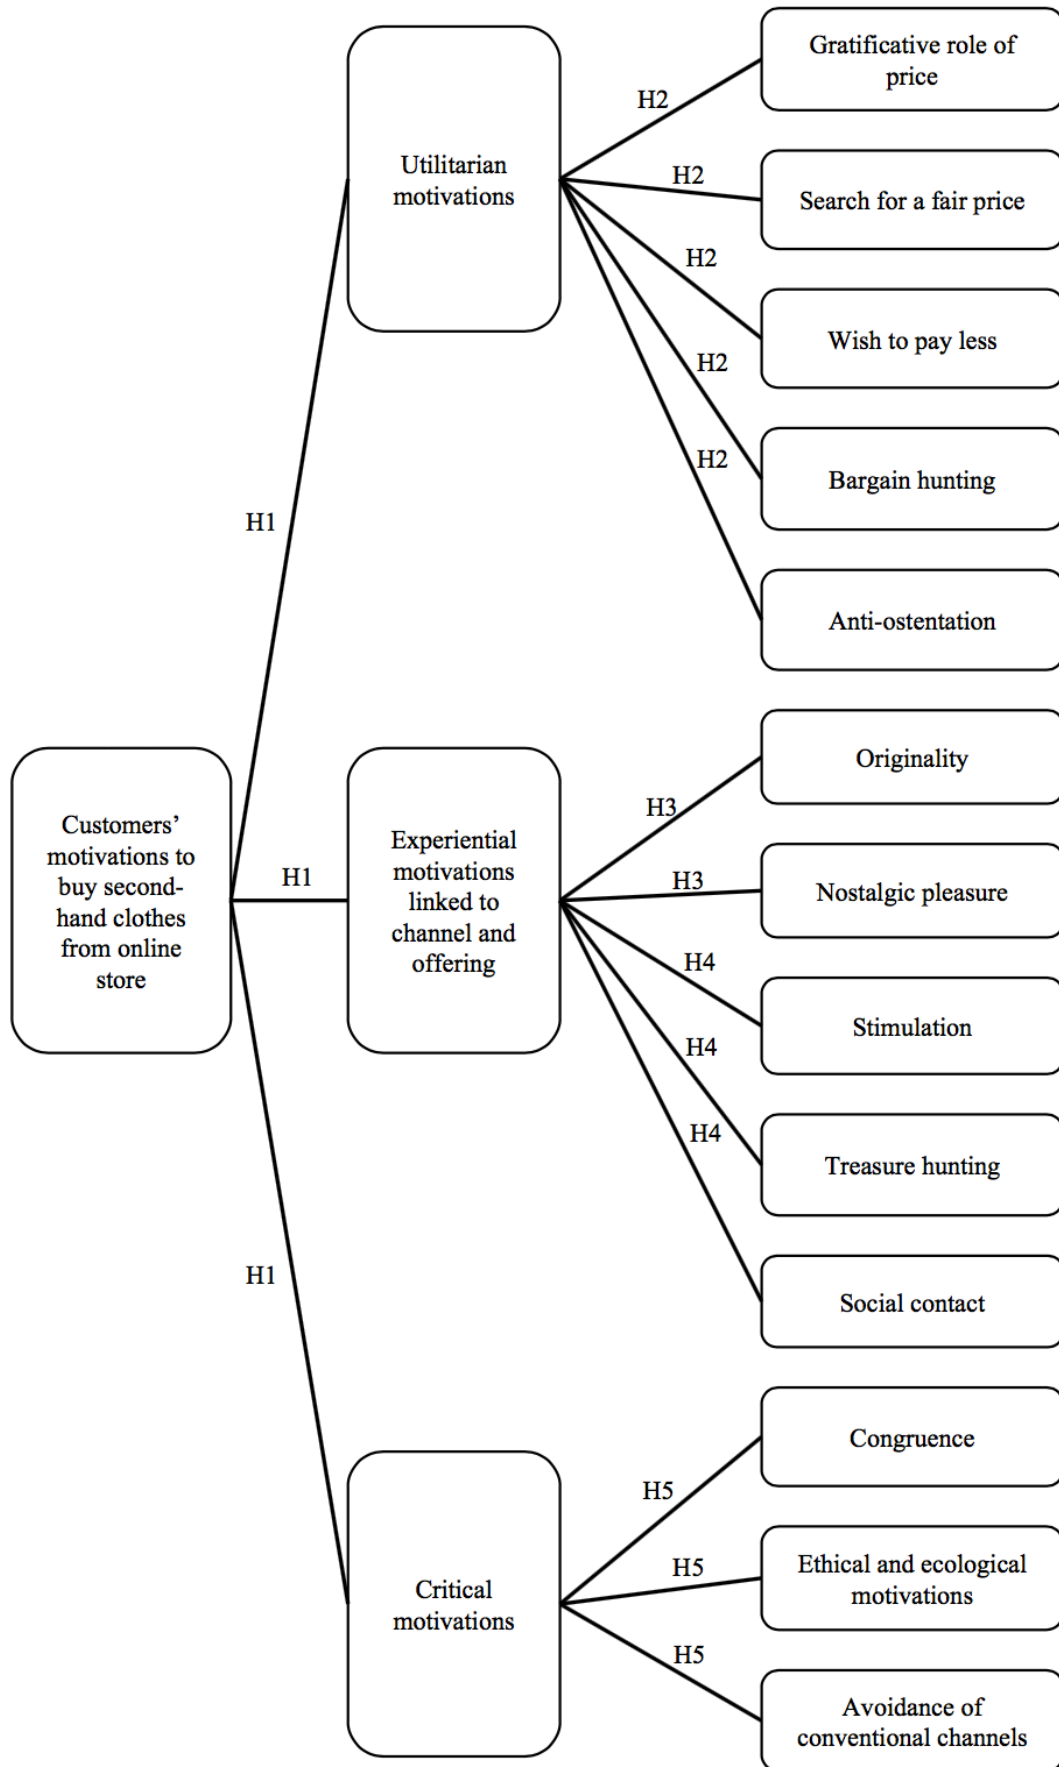 Gratificative role of
price
H2
Utilitarian
motivations
H2
Search for a fair price
H2
Wish to pay less
H2
Bargain hunting
H2
Anti-ostentation
H1
Originality
H3
Customers’
motivations to
buy second-
hand clothes
from online
store
H1
Experiential
motivations
linked to
channel and
offering
H3
Nostalgic pleasure
H4
Stimulation
H4
Treasure hunting
H4
Social contact
H1
Congruence
H5
Critical
motivations
H5
Ethical and ecological
motivations
H5
Avoidance of
conventional channels